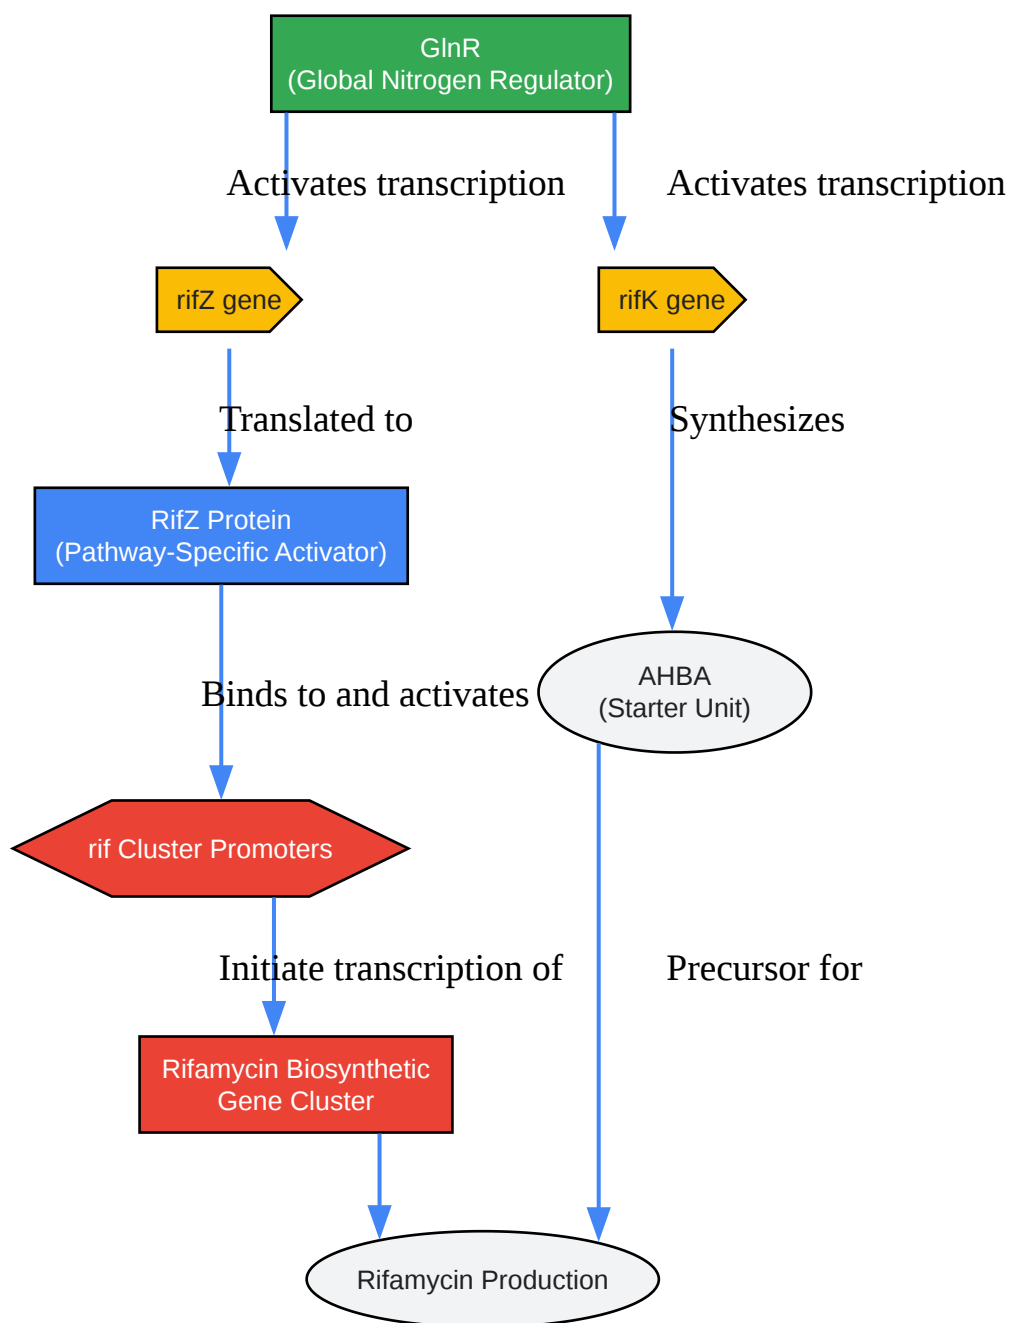 GlnR
(Global Nitrogen Regulator)
Activates transcription
Activates transcription
rifZ gene
rifK gene
Translated to
Synthesizes
RifZ Protein
(Pathway-Specific Activator)
AHBA
(Starter Unit)
Binds to and activates
rif Cluster Promoters
Initiate transcription of
Precursor for
Rifamycin Biosynthetic
Gene Cluster
Rifamycin Production